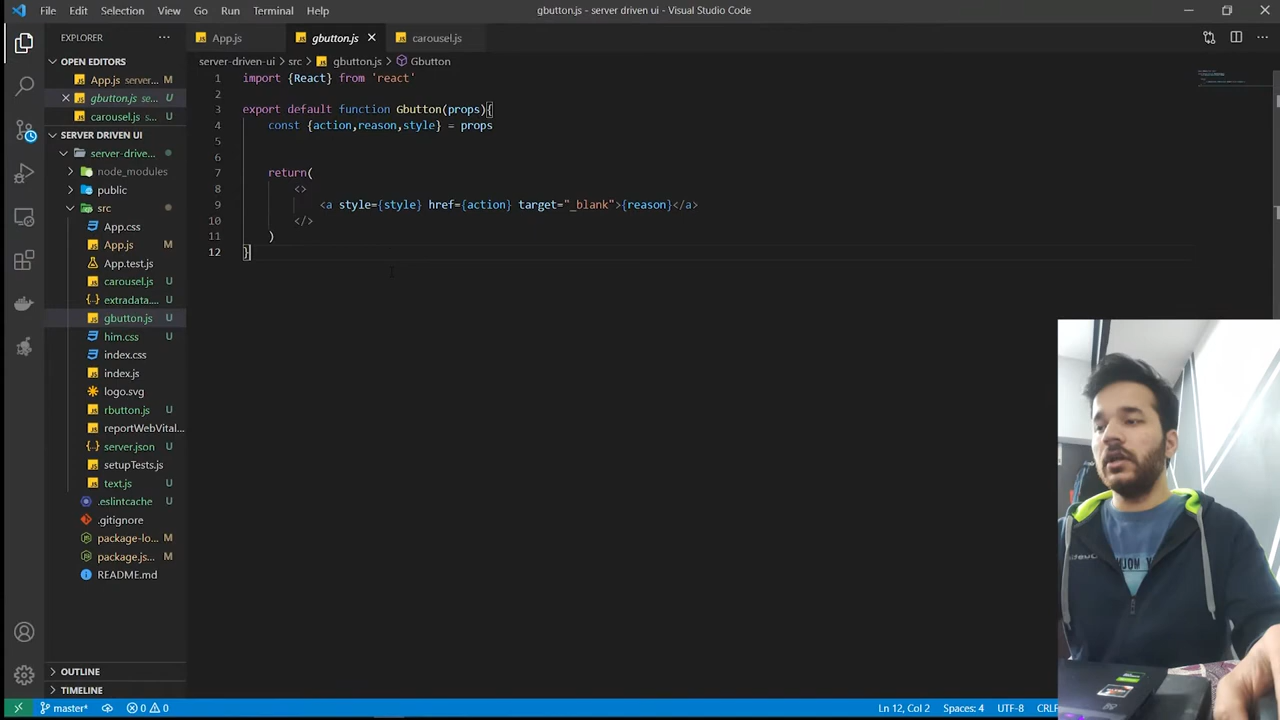 File Edit Selection View Go Run Terminal Help
gbutton.js - server driven ui - Visual Studio Code
EXPLORER
App.js
gbutton.js
carousel.js
OPEN EDITORS
App.js server... M
gbutton.js se... U
carousel.js s... U
SERVER DRIVEN UI
server-drive...
node_modules
public
src
App.css
App.js M
App.test.js
carousel.js U
extradata.... U
gbutton.js U
him.css U
index.css
index.js
logo.svg
rbutton.js U
reportWebVital...
server.json U
setupTests.js
text.js U
.eslintcache U
.gitignore
package-lo... M
package.js... M
README.md
OUTLINE
TIMELINE
server-driven-ui > src > gbutton.js > Gbutton
1 import {React} from 'react'
2
3 export default function Gbutton(props){
4 const {action,reason,style} = props
5
6
7 return(
8 <>
9 <a style={style} href={action} target="_blank">{reason}</a>
10 </>
11 )
12 }
master* 0 0
Ln 12, Col 2 Spaces: 4 UTF-8 CRLF